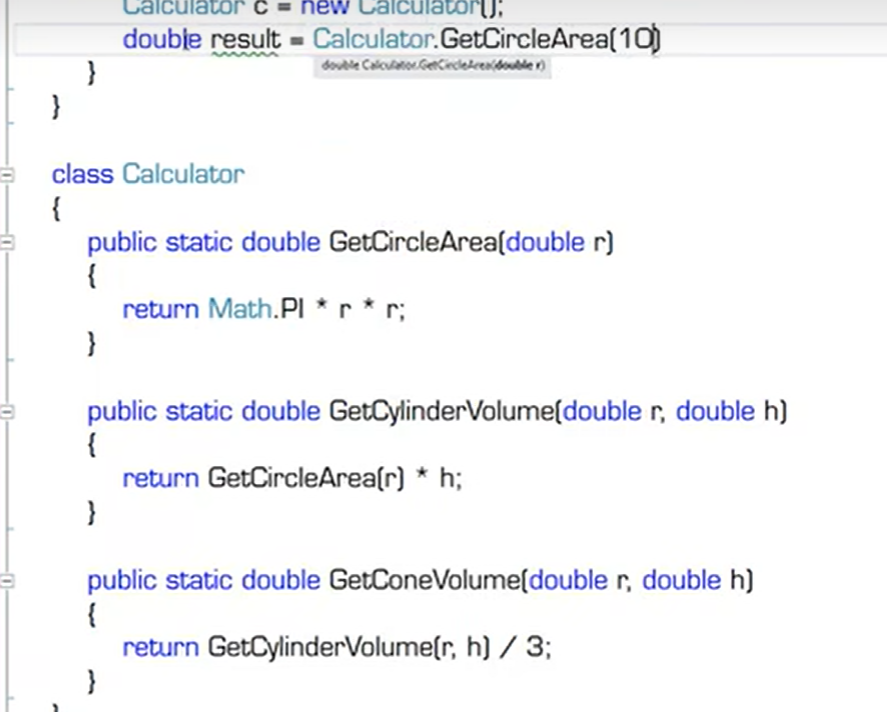 Calculator c = new Calculator();
double result = Calculator.GetCircleArea(10)
double Calculator.GetCircleArea(double r)
}
}
class Calculator
{
public static double GetCircleArea(double r)
{
return Math.PI * r * r;
}
public static double GetCylinderVolume(double r, double h)
{
return GetCircleArea(r) * h;
}
public static double GetConeVolume(double r, double h)
{
return GetCylinderVolume(r, h) / 3;
}
}